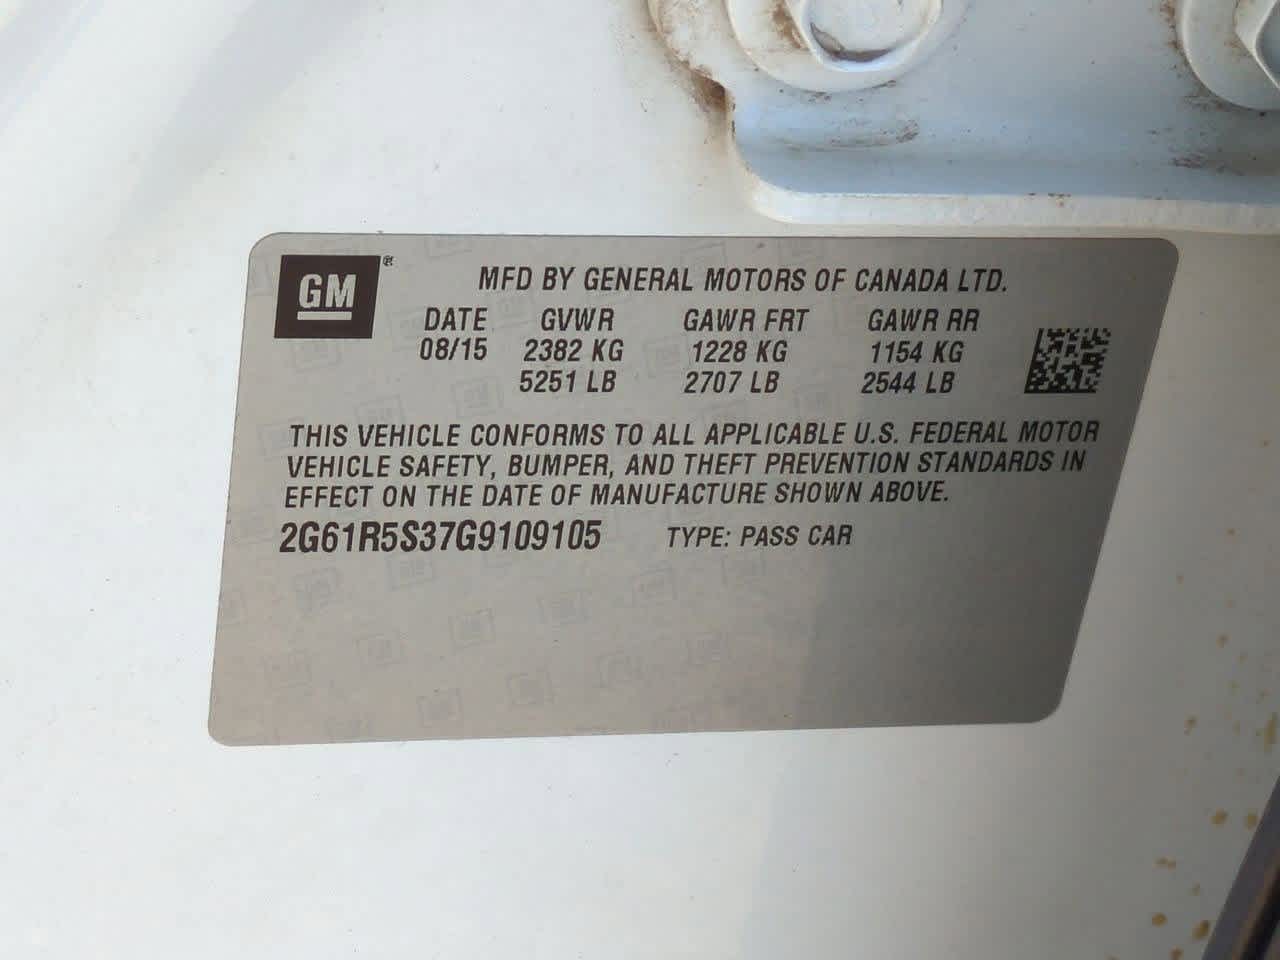 GM®
MFD BY GENERAL MOTORS OF CANADA LTD.
DATE GVWR GAWR FRT GAWR RR
08/15 2382 KG 1228 KG 1154 KG
5251 LB 2707 LB 2544 LB
THIS VEHICLE CONFORMS TO ALL APPLICABLE U.S. FEDERAL MOTOR
VEHICLE SAFETY, BUMPER, AND THEFT PREVENTION STANDARDS IN
EFFECT ON THE DATE OF MANUFACTURE SHOWN ABOVE.
2G61R5S37G9109105 TYPE: PASS CAR